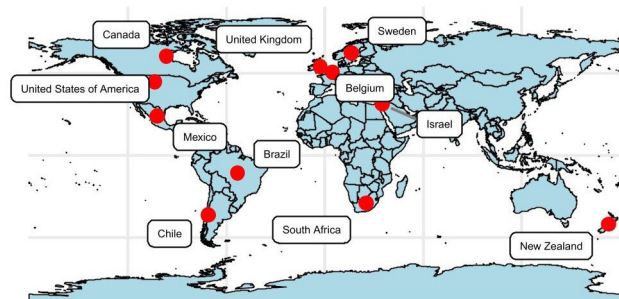 Canada
United Kingdom
Sweden
United States of America
Belgium
Mexico
Israel
Brazil
Chile
South Africa
New Zealand